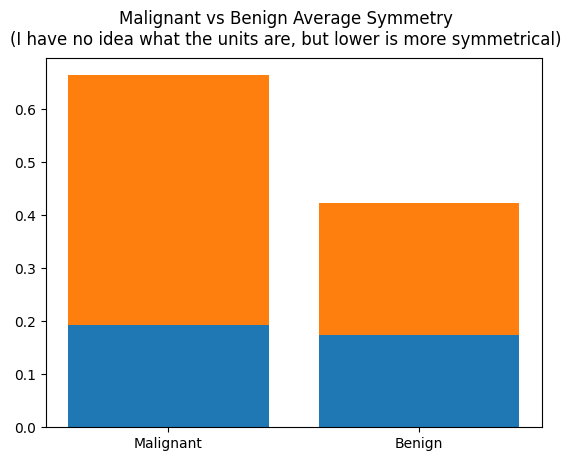 Malignant vs Benign Average Symmetry
(I have no idea what the units are, but lower is more symmetrical)
0.6
0.5
0.4
0.3
0.2
0.1
0.0
Malignant Benign